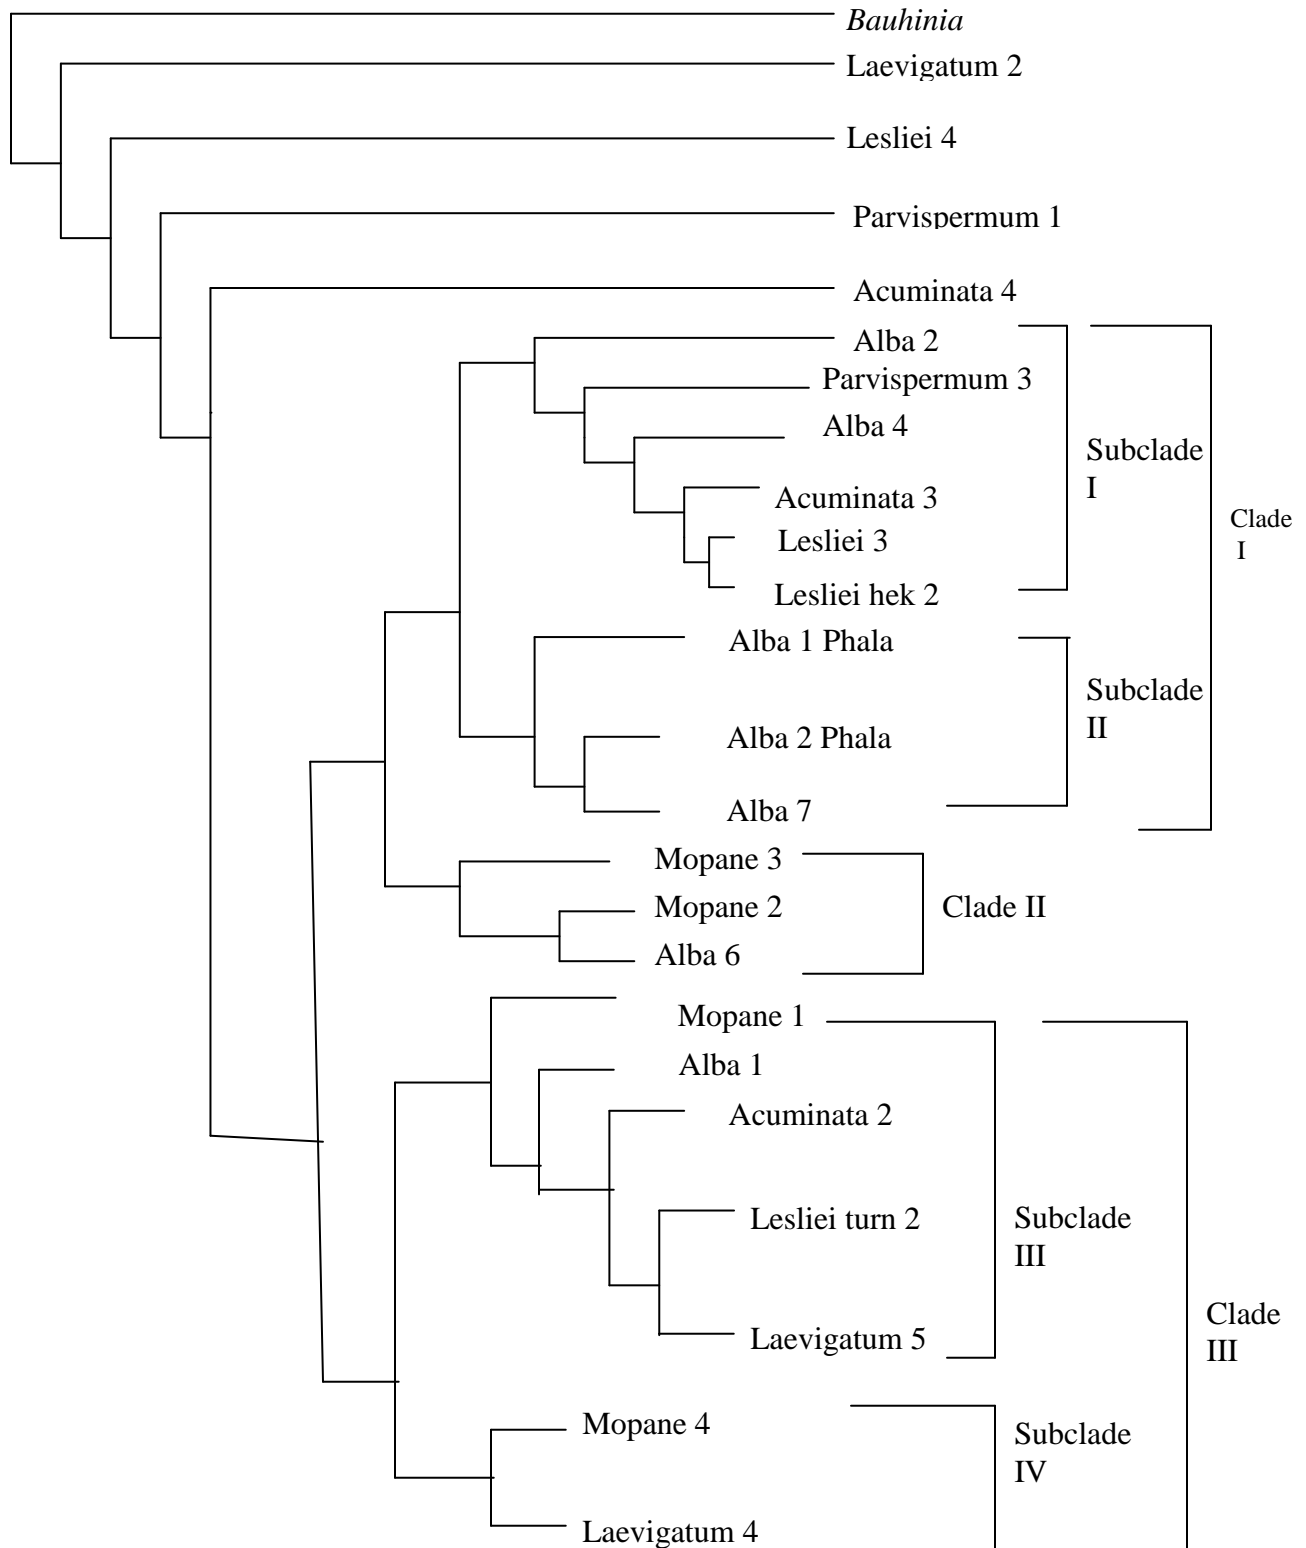 Bauhinia
Laevigatum 2
Lesliei 4
Parvispermum 1
Acuminata 4
Alba 2
Parvispermum 3
Alba 4
Acuminata 3
Lesliei 3
Lesliei hek 2
Subclade
I
Clade
I
Alba 1 Phala
Alba 2 Phala
Alba 7
Subclade
II
Mopane 3
Mopane 2
Alba 6
Clade II
Mopane 1
Alba 1
Acuminata 2
Lesliei turn 2
Laevigatum 5
Subclade
III
Clade
III
Mopane 4
Laevigatum 4
Subclade
IV